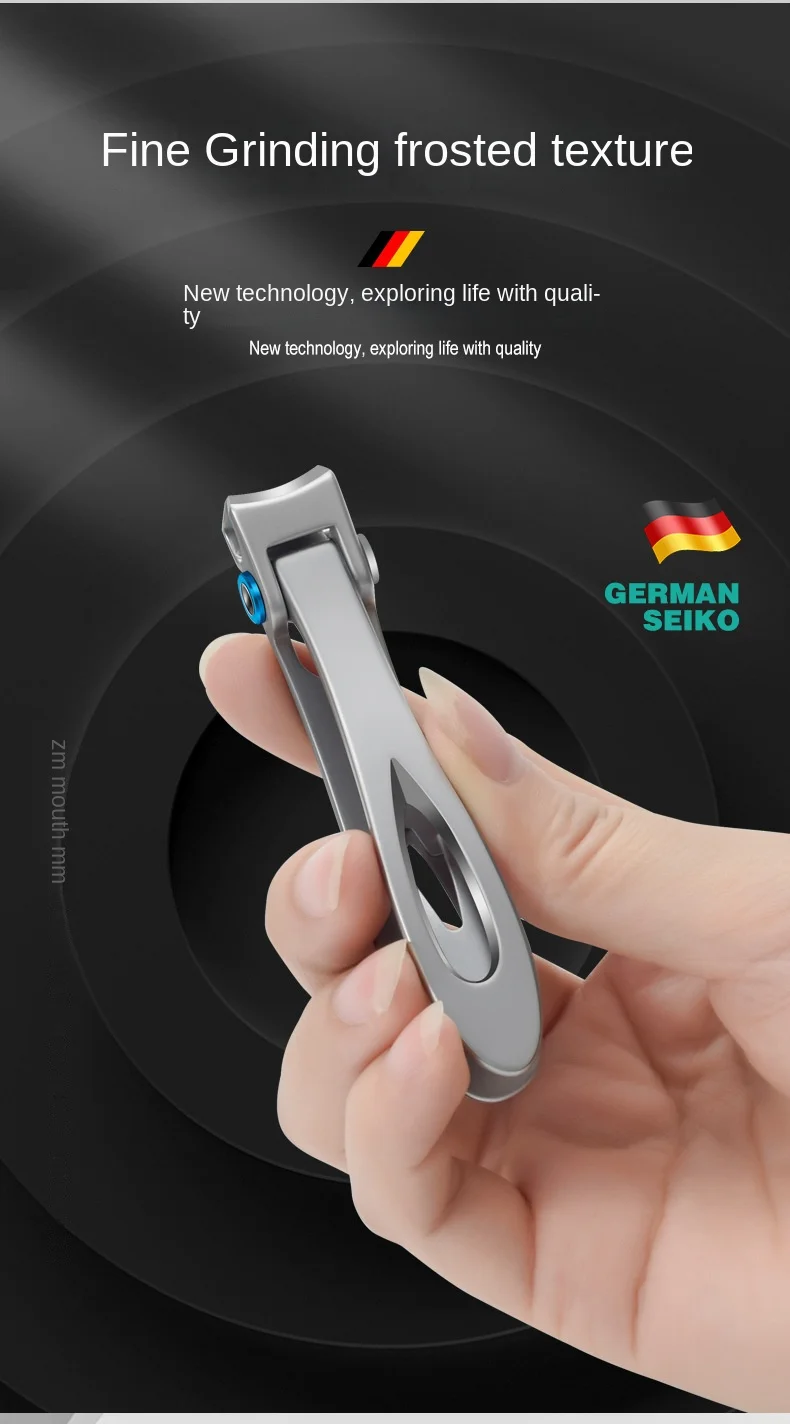 Fine Grinding frosted texture
New technology, exploring life with quali-
ty
New technology, exploring life with quality
GERMAN
SEIKO
zm mouth mm